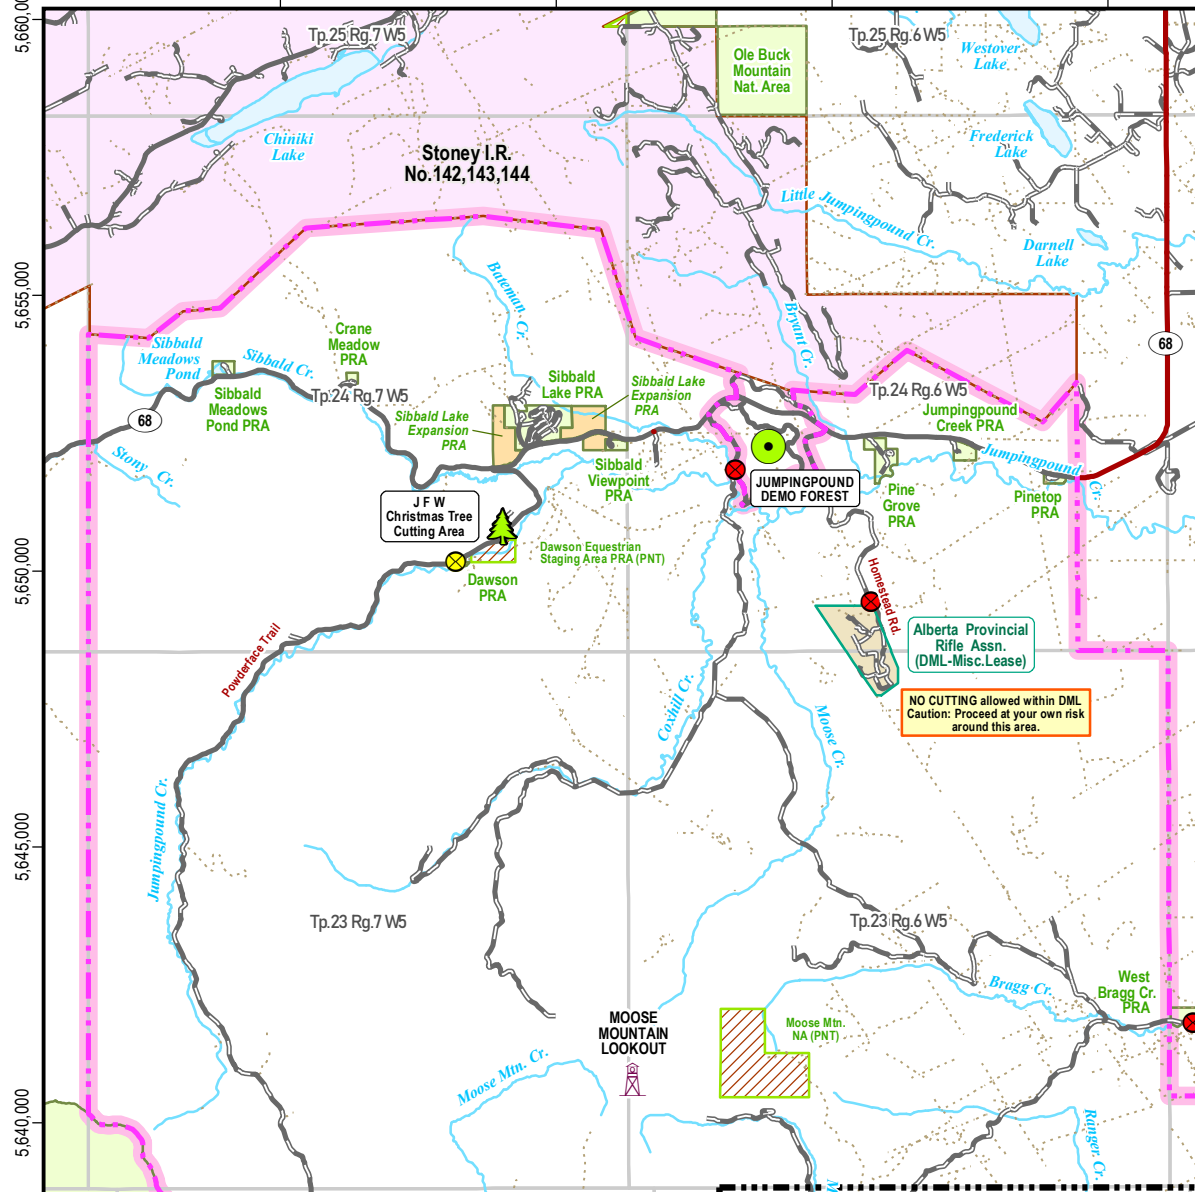 5,660,00
Tp.25 Rg.7 W5
Tp.25 Rg.6 W5
Westover
Lake
Ole Buck
Mountain
Nat. Area
Chiniki
Lake
Frederick
Lake
Stoney I.R.
No.142,143,144
Little Jumpingpound Cr.
Darnell
Lake
5,655,000
Bateman Cr.
Bryant Cr.
68
Sibbald
Meadows
Pond
Sibbald Cr.
Crane
Meadow
PRA
Sibbald
Meadows
Pond PRA
Tp.24 Rg.7 W5
Sibbald
Lake PRA
Sibbald Lake
Expansion
PRA
Sibbald Lake
Expansion
PRA
Tp.24 Rg.6 W5
Jumpingpound
Creek PRA
68
Stony Cr.
Sibbald
Viewpoint
PRA
JUMPINGPOUND
DEMO FOREST
Pine
Grove
PRA
Jumpingpound Cr.
Pinetop
PRA
J F W
Christmas Tree
Cutting Area
Dawson Equestrian
Staging Area PRA (PNT)
Dawson
PRA
5,650,000
Homestead Rd.
Alberta Provincial
Rifle Assn.
(DML-Misc.Lease)
Powderface Trail
NO CUTTING allowed within DML
Caution: Proceed at your own risk
around this area.
Coxhill Cr.
Moose Cr.
Jumpingpound Cr.
5,645,000
Tp.23 Rg.7 W5
Tp.23 Rg.6 W5
Bragg Cr.
West
Bragg Cr.
PRA
MOOSE
MOUNTAIN
LOOKOUT
Moose Mtn.
NA (PNT)
Moose Mtn. Cr.
5,640,000
Ranger Cr.
M